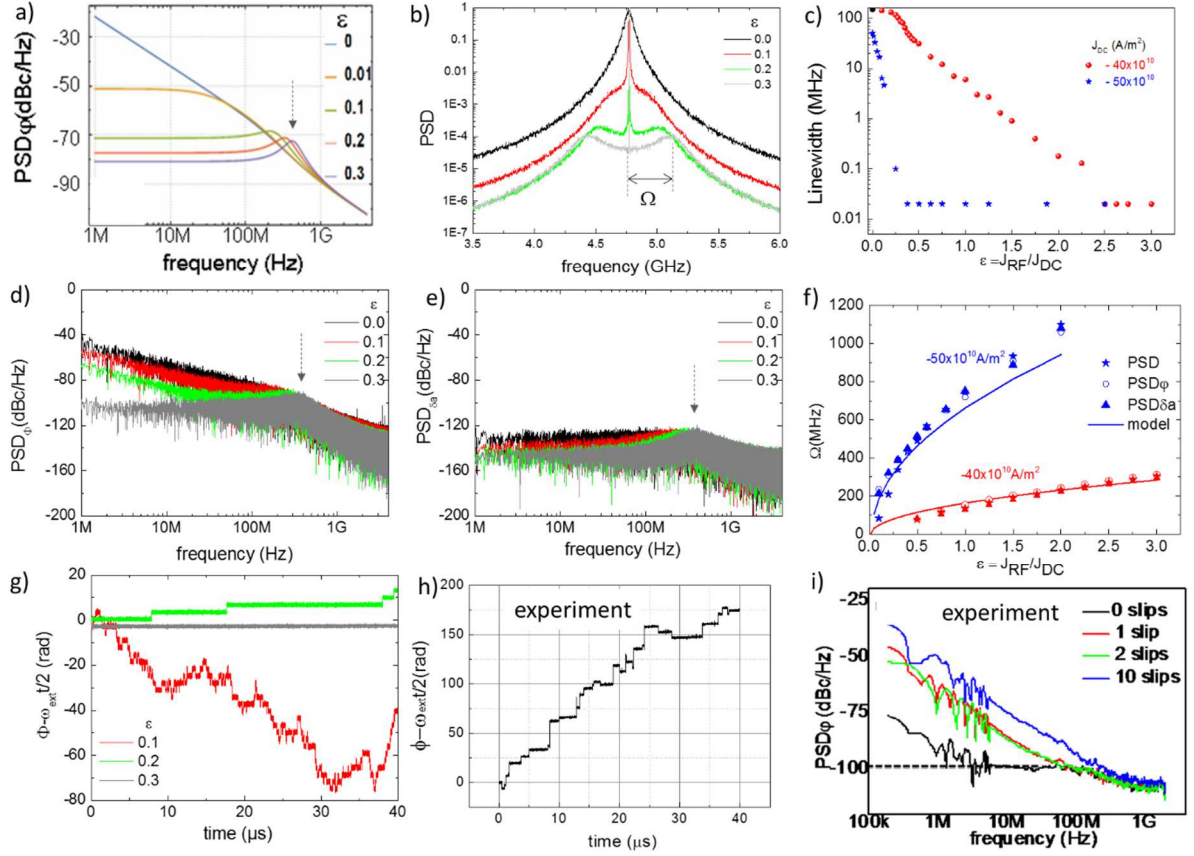 a)
ε
0
0.01
0.1
0.2
0.3
-30
-50
-70
-90
PSDφ(dBc/Hz)
1M 10M 100M 1G
frequency (Hz)
b)
ε
0.0
0.1
0.2
0.3
1
0.1
0.01
1E-3
1E-4
1E-5
1E-6
1E-7
PSD
Ω
3.5 4.0 4.5 5.0 5.5 6.0
frequency (GHz)
c)
J_DC (A/m²)
- 40x10¹⁰
- 50x10¹⁰
100
10
1
0.1
0.01
Linewidth (MHz)
0.0 0.5 1.0 1.5 2.0 2.5 3.0
ε =J_RF/J_DC
d)
ε
0.0
0.1
0.2
0.3
0
-40
-80
-120
-160
-200
PSD_Φ(dBc/Hz)
1M 10M 100M 1G
frequency (Hz)
e)
ε
0.0
0.1
0.2
0.3
0
-40
-80
-120
-160
-200
PSD_δa(dBc/Hz)
1M 10M 100M 1G
frequency (Hz)
f)
-50x10¹⁰A/m²
PSD
PSDφ
PSDδa
model
-40x10¹⁰A/m²
1200
1000
800
600
400
200
0
Ω(MHz)
0.0 0.5 1.0 1.5 2.0 2.5 3.0
ε = J_RF/J_DC
g)
20
0
-20
-40
-60
-80
Φ-ω_ext t/2 (rad)
ε
0.1
0.2
0.3
0 10 20 30 40
time (μs)
h)
experiment
200
175
150
125
100
75
50
25
0
ϕ−ω_ext t/2 (rad)
0 10 20 30 40
time (μs)
i)
experiment
0 slips
1 slip
2 slips
10 slips
-25
-50
-75
-100
PSDφ (dBc/Hz)
100k 1M 10M 100M 1G
frequency (Hz)